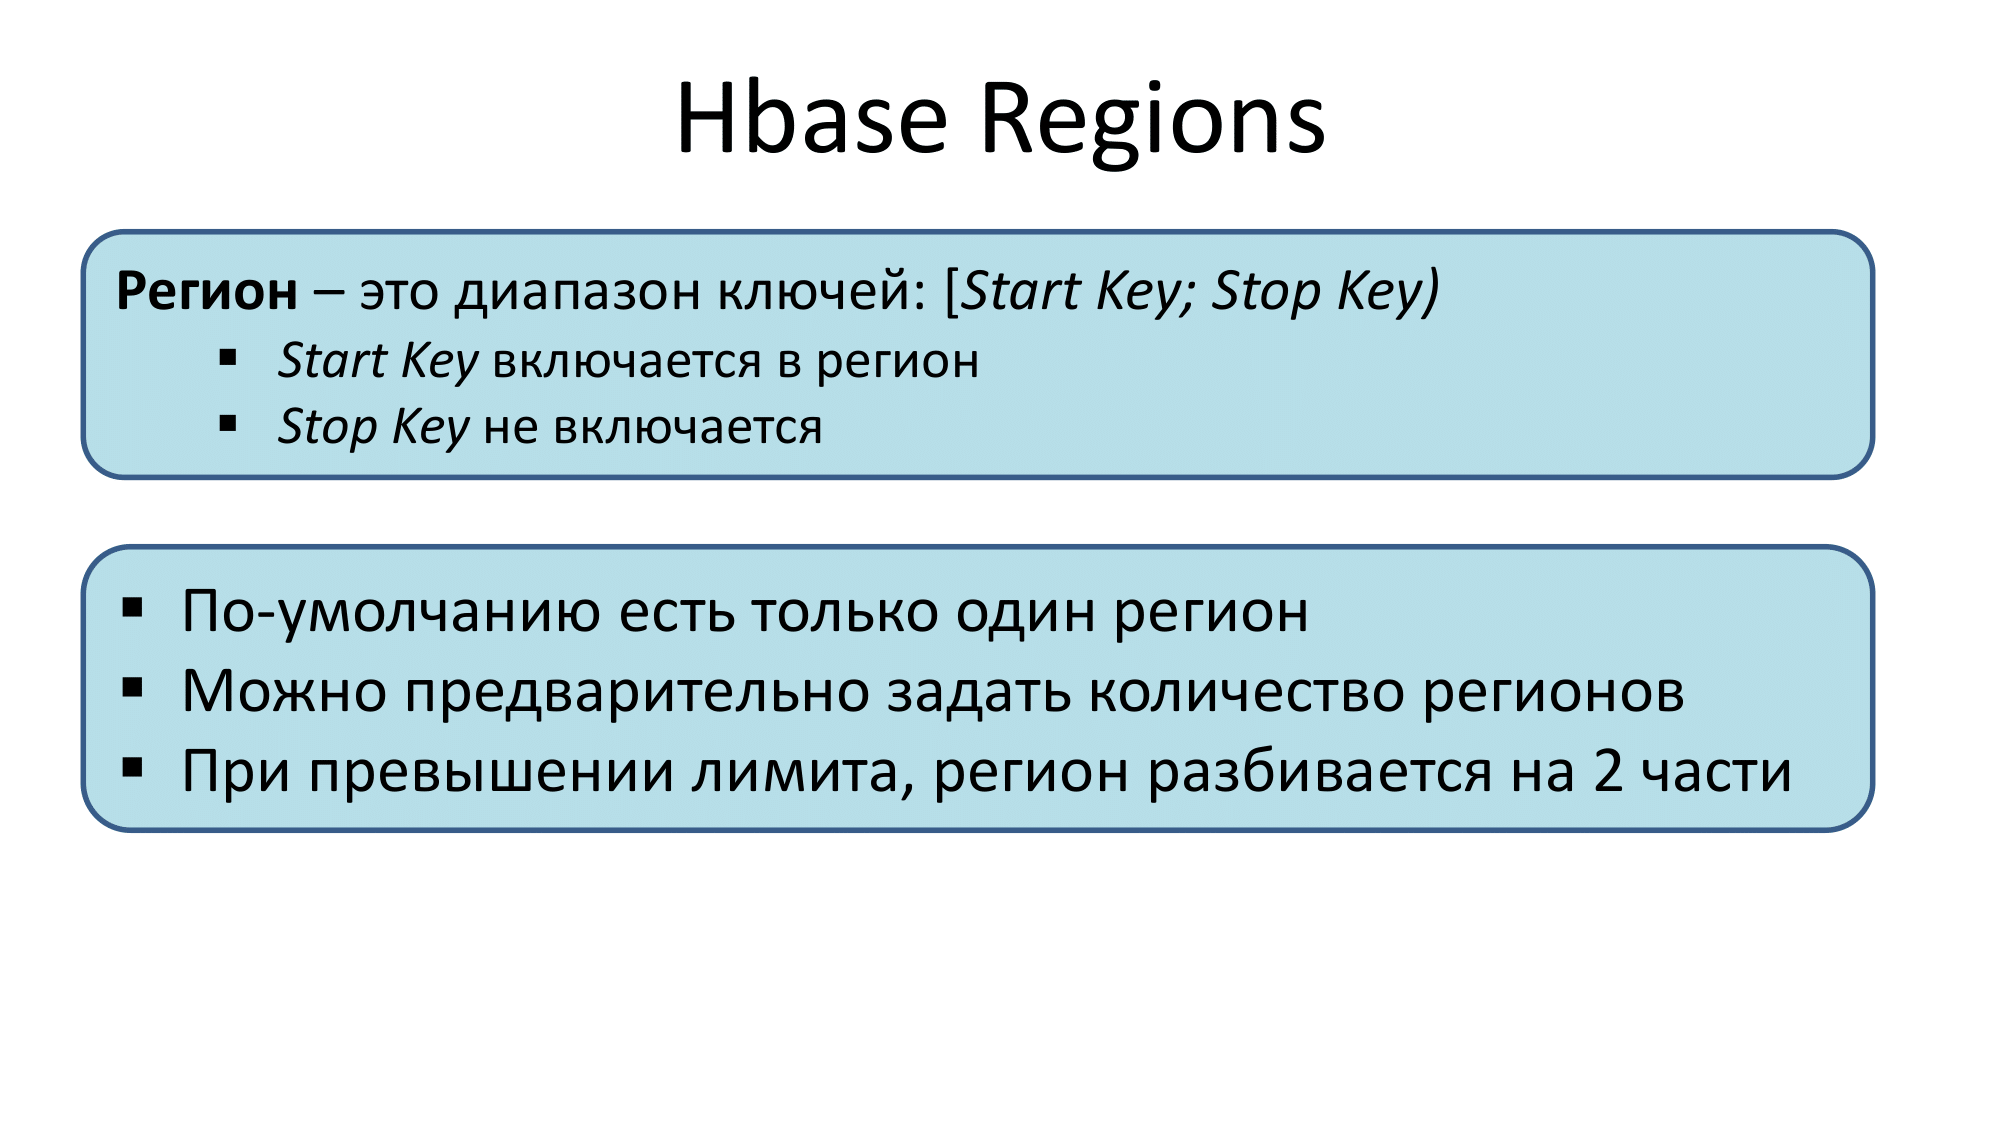 Hbase Regions
Регион – это диапазон ключей: [Start Key; Stop Key)
▪ Start Key включается в регион
▪ Stop Key не включается
▪ По-умолчанию есть только один регион
▪ Можно предварительно задать количество регионов
▪ При превышении лимита, регион разбивается на 2 части